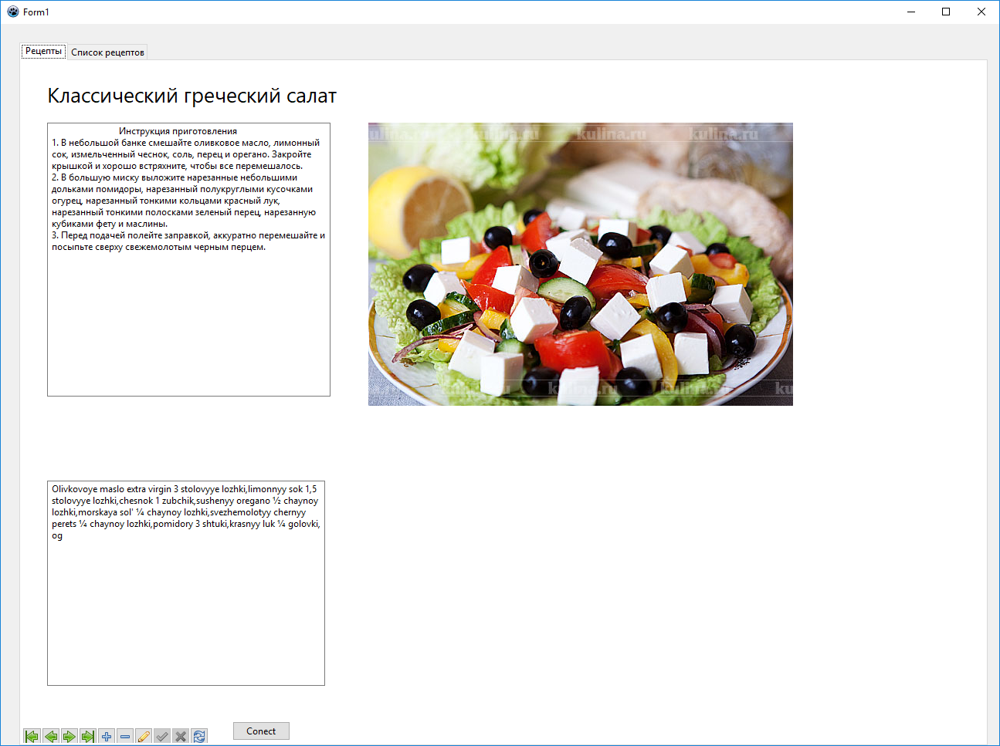 Form1
Рецепты
Список рецептов
Классический греческий салат
Инструкция приготовления
1. В небольшой банке смешайте оливковое масло, лимонный
сок, измельченный чеснок, соль, перец и орегано. Закройте
крышкой и хорошо встряхните, чтобы все перемешалось.
2. В большую миску выложите нарезанные небольшими
дольками помидоры, нарезанный полукруглыми кусочками
огурец, нарезанный тонкими кольцами красный лук,
нарезанный тонкими полосками зеленый перец, нарезанную
кубиками фету и маслины.
3. Перед подачей полейте заправкой, аккуратно перемешайте и
посыпьте сверху свежемолотым черным перцем.
kulina.ru kulina.ru kulina.ru
kulina.ru kulina.ru
Olivkovoye maslo extra virgin 3 stolovyye lozhki,limonnyy sok 1,5
stolovyye lozhki,chesnok 1 zubchik,sushenyy oregano ½ chaynoy
lozhki,morskaya sol' ¼ chaynoy lozhki,svezhemolotyy chernyy
perets ¼ chaynoy lozhki,pomidory 3 shtuki,krasnyy luk ¼ golovki,
og
Conect